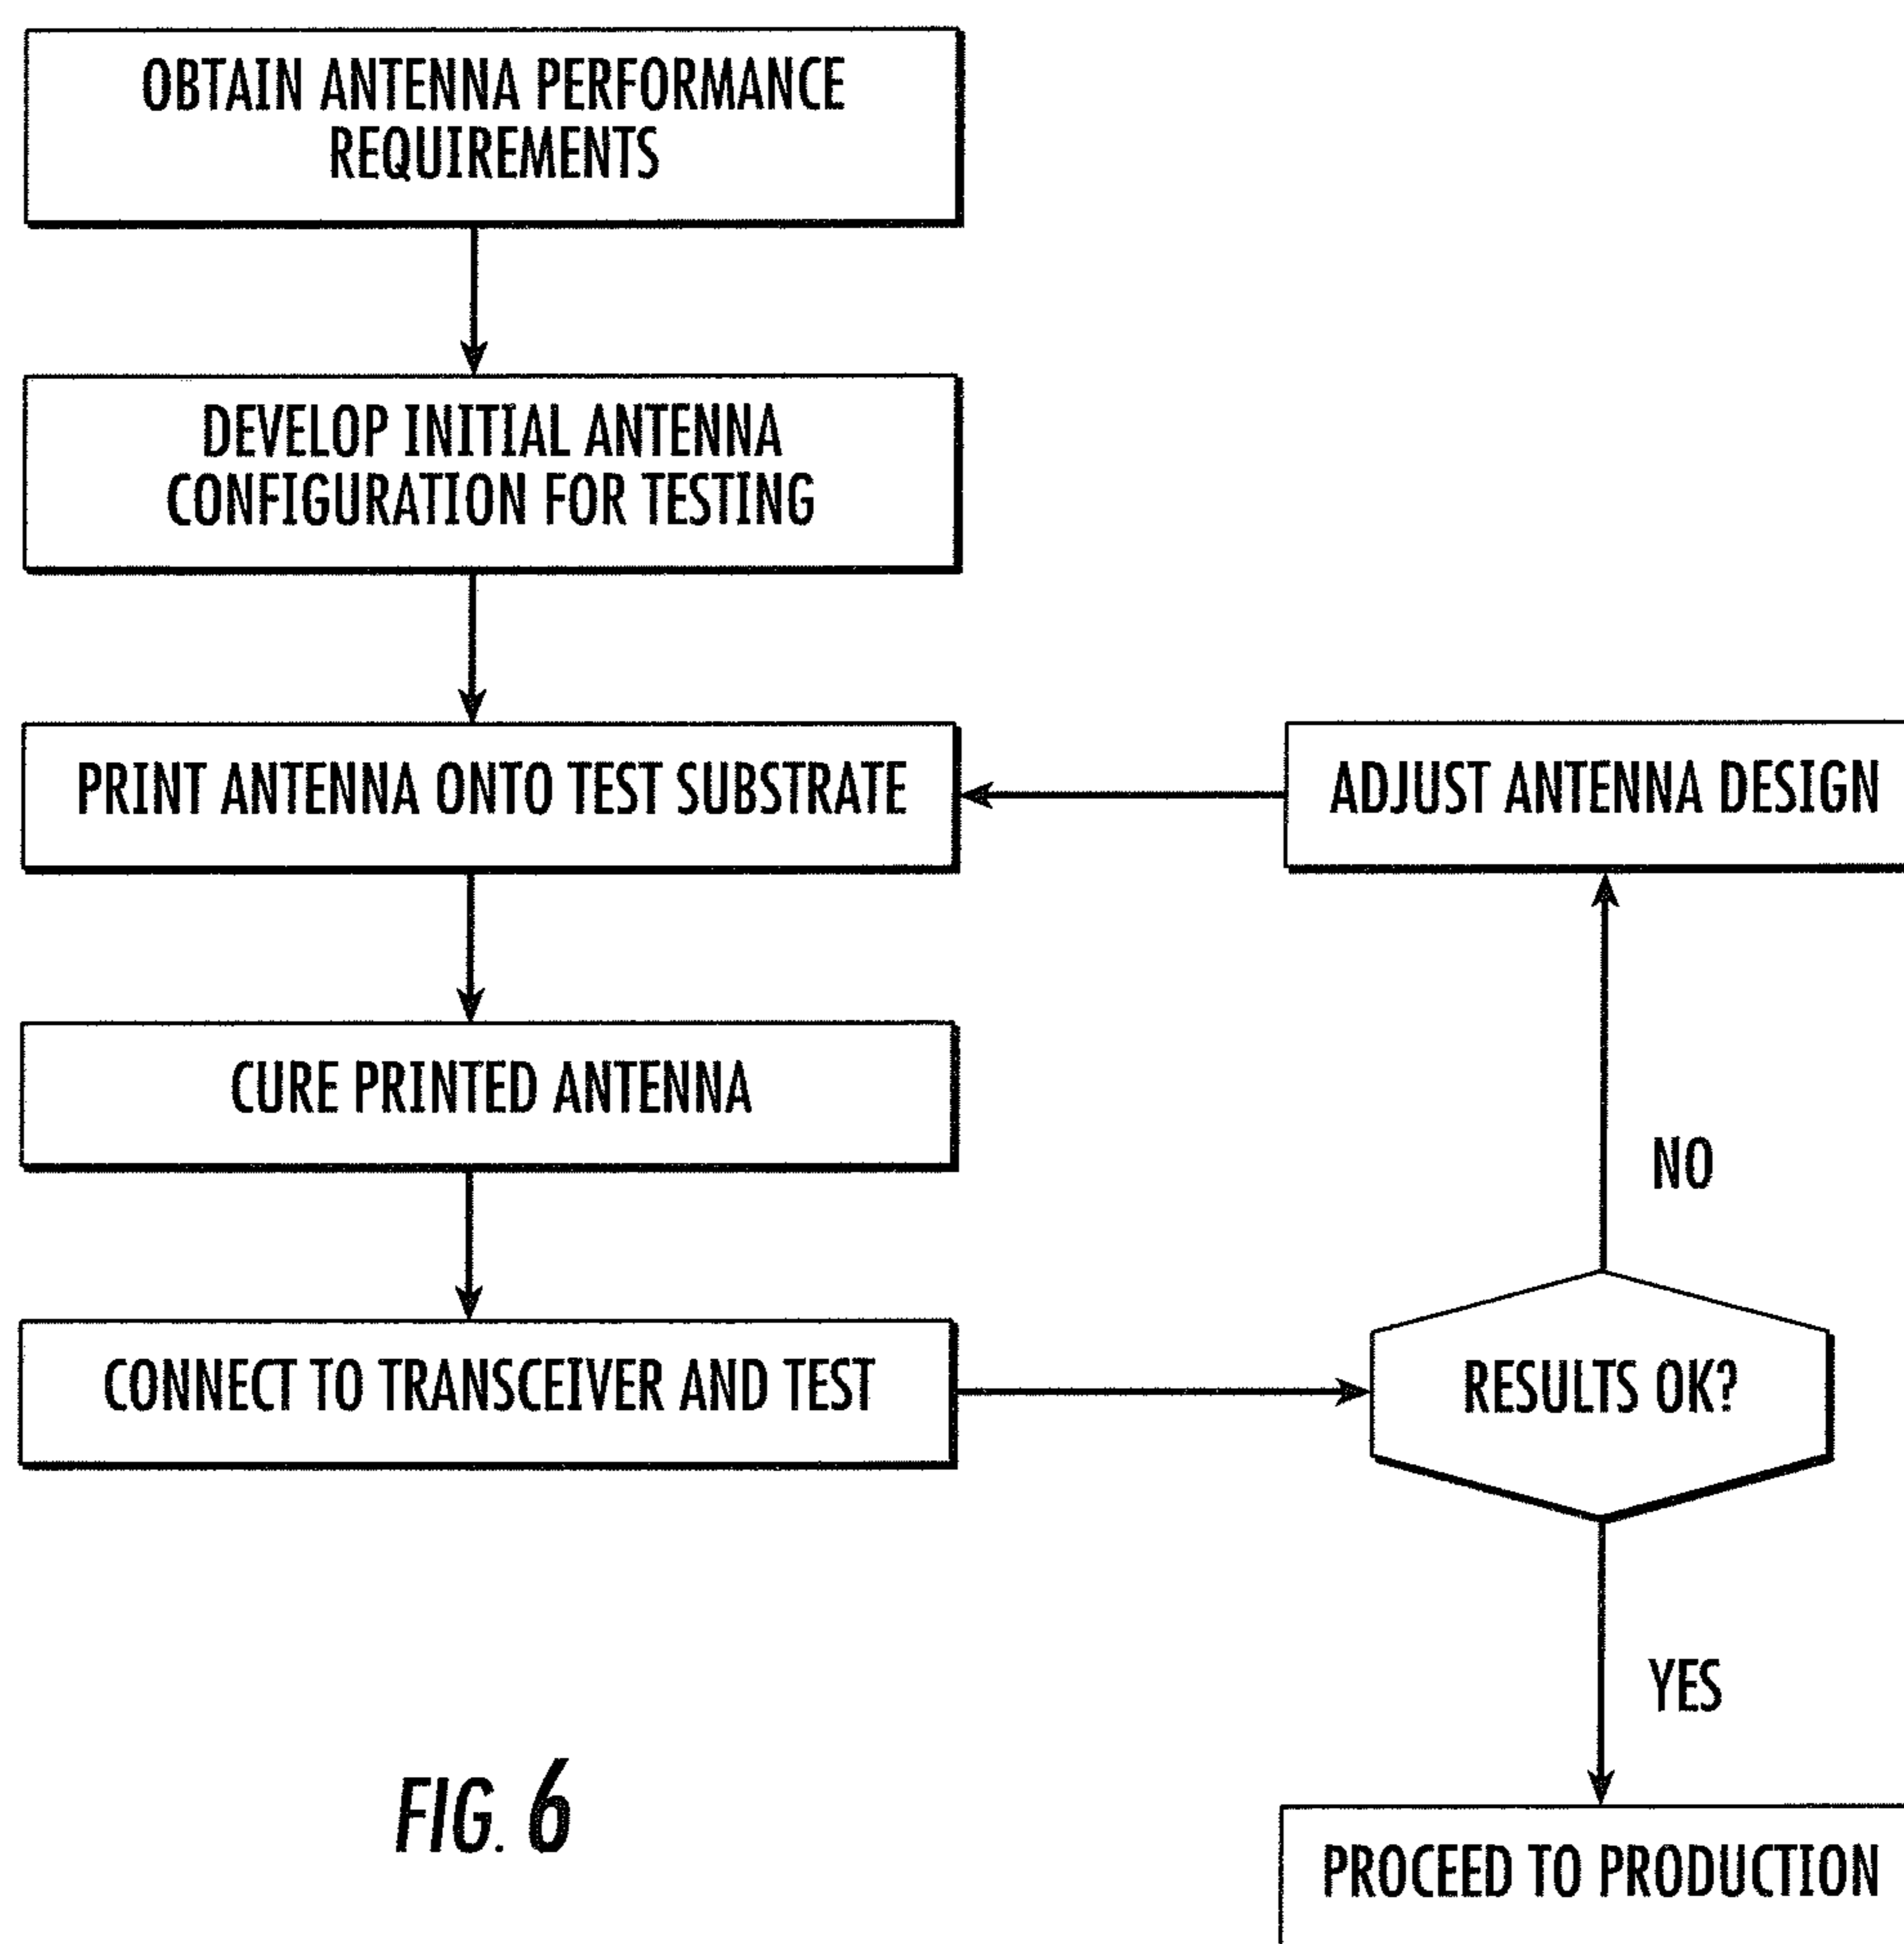 OBTAIN ANTENNA PERFORMANCE
REQUIREMENTS
DEVELOP INITIAL ANTENNA
CONFIGURATION FOR TESTING
PRINT ANTENNA ONTO TEST SUBSTRATE
ADJUST ANTENNA DESIGN
CURE PRINTED ANTENNA
NO
CONNECT TO TRANSCEIVER AND TEST
RESULTS OK?
YES
FIG. 6
PROCEED TO PRODUCTION